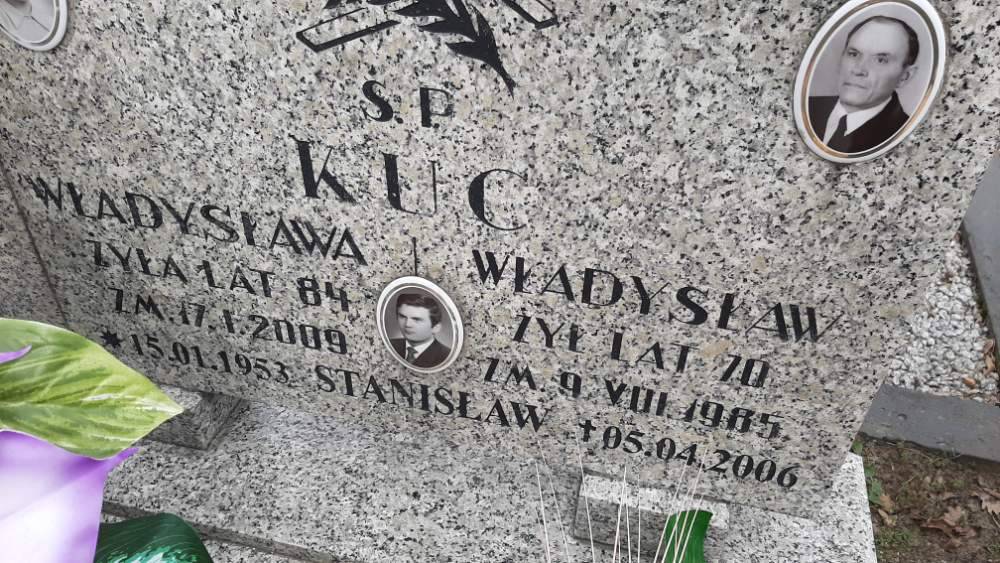 S.P
KUC
WŁADYSŁAWA
ŻYŁA LAT 84
ZM.17.I.2009
WŁADYSŁAW
ŻYŁ LAT 70
ZM 9 VIII 1985
*15.01.1953 STANISŁAW +05.04.2006